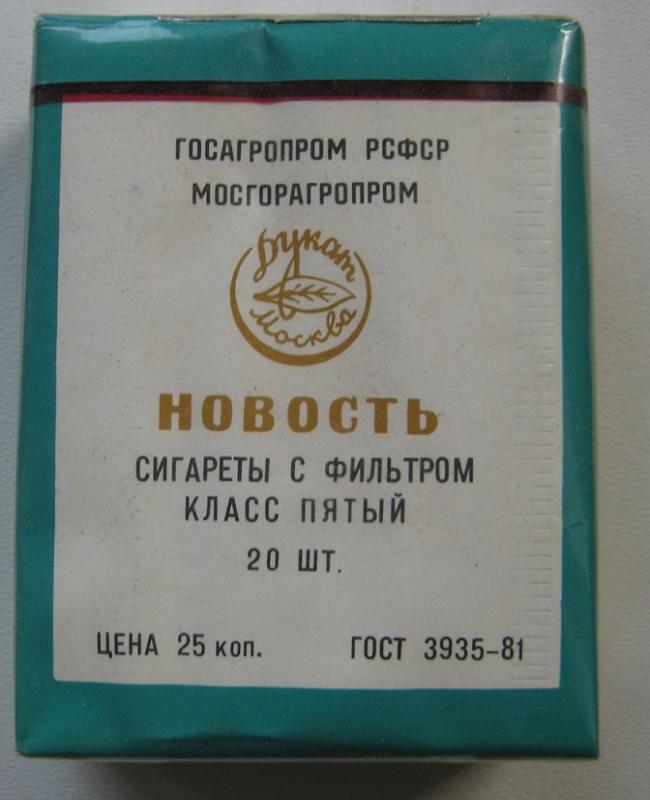 ГОСАГРОПРОМ РСФСР
МОСГОРАГРОПРОМ
Дукат
Москва
НОВОСТЬ
СИГАРЕТЫ С ФИЛЬТРОМ
КЛАСС ПЯТЫЙ
20 ШТ.
ЦЕНА 25 коп. ГОСТ 3935-81